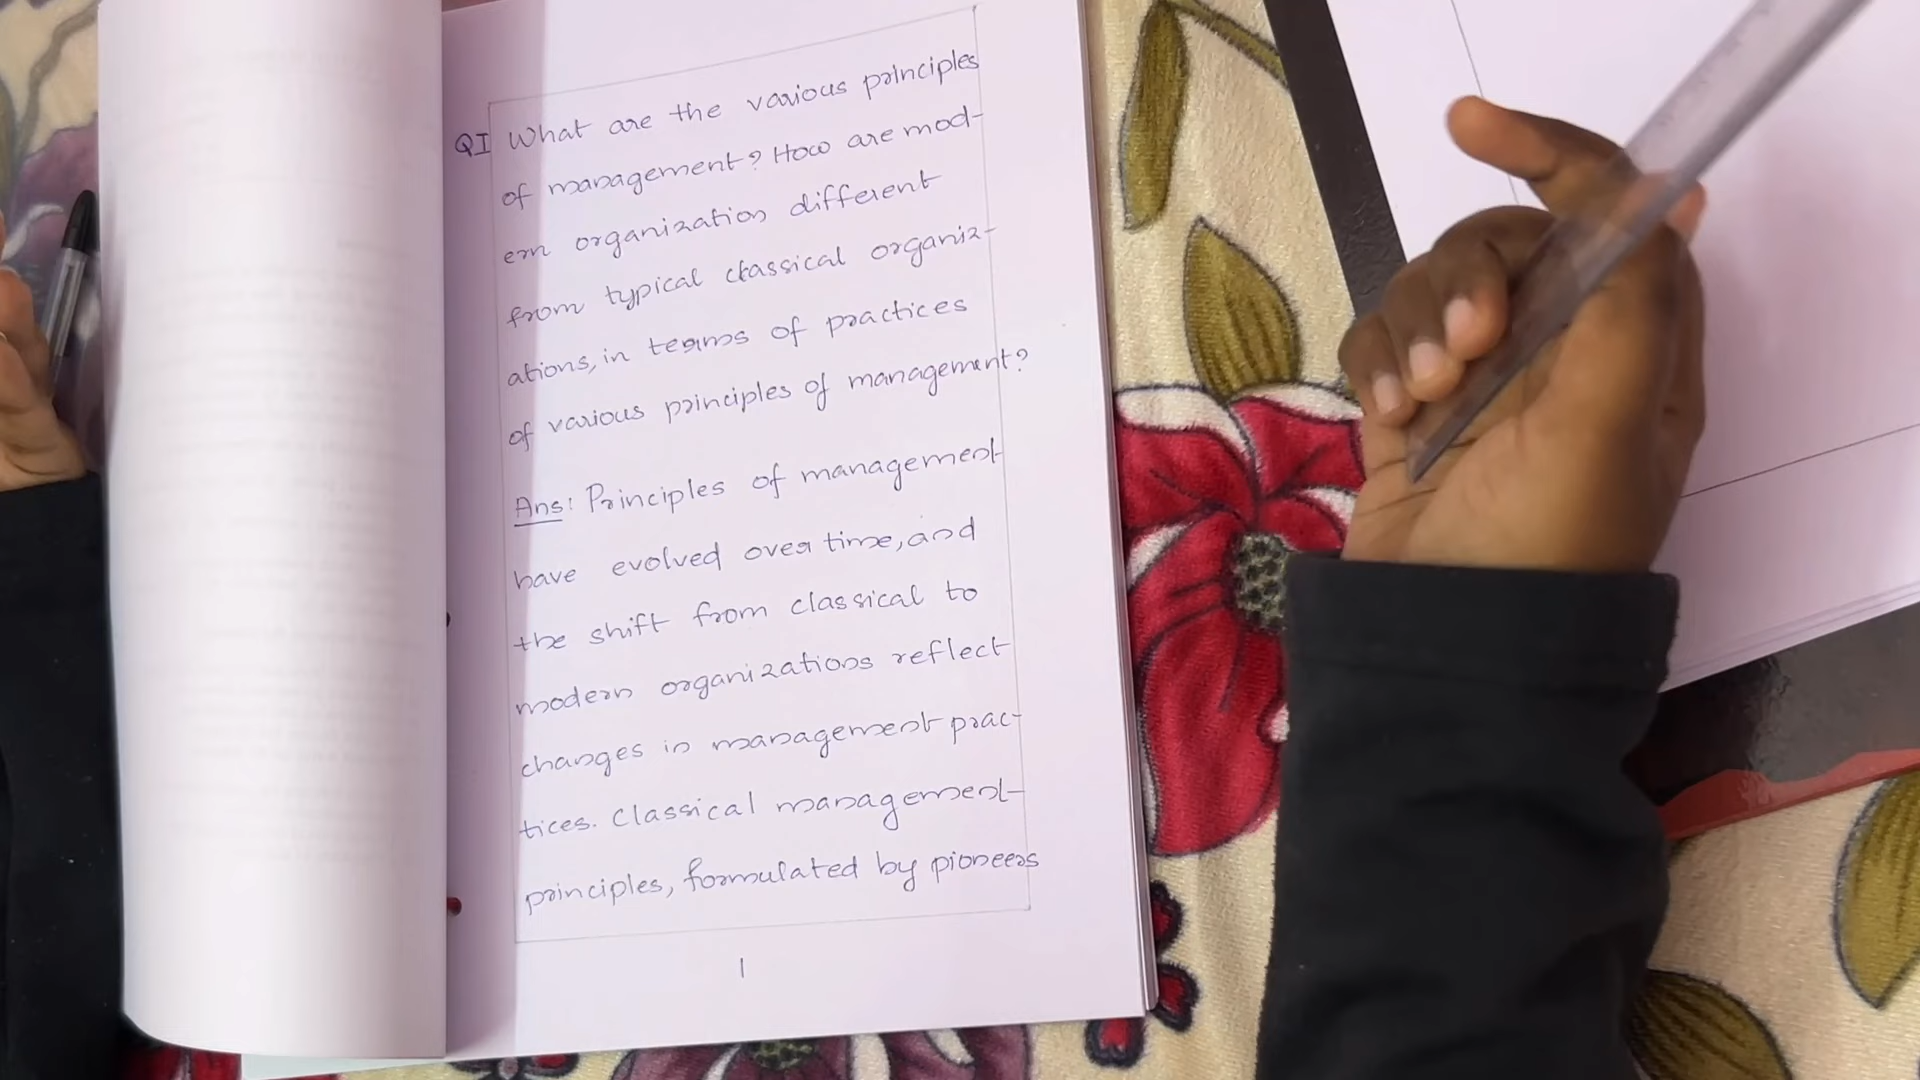 QI What are the various principles
of management? How are mod-
ern organization different
from typical classical organiz-
ations, in terms of practices
of various principles of management?
Ans: Principles of management
have evolved over time, and
the shift from classical to
modern organizations reflect
changes in management prac-
tices. Classical management
principles, formulated by pioneers
1